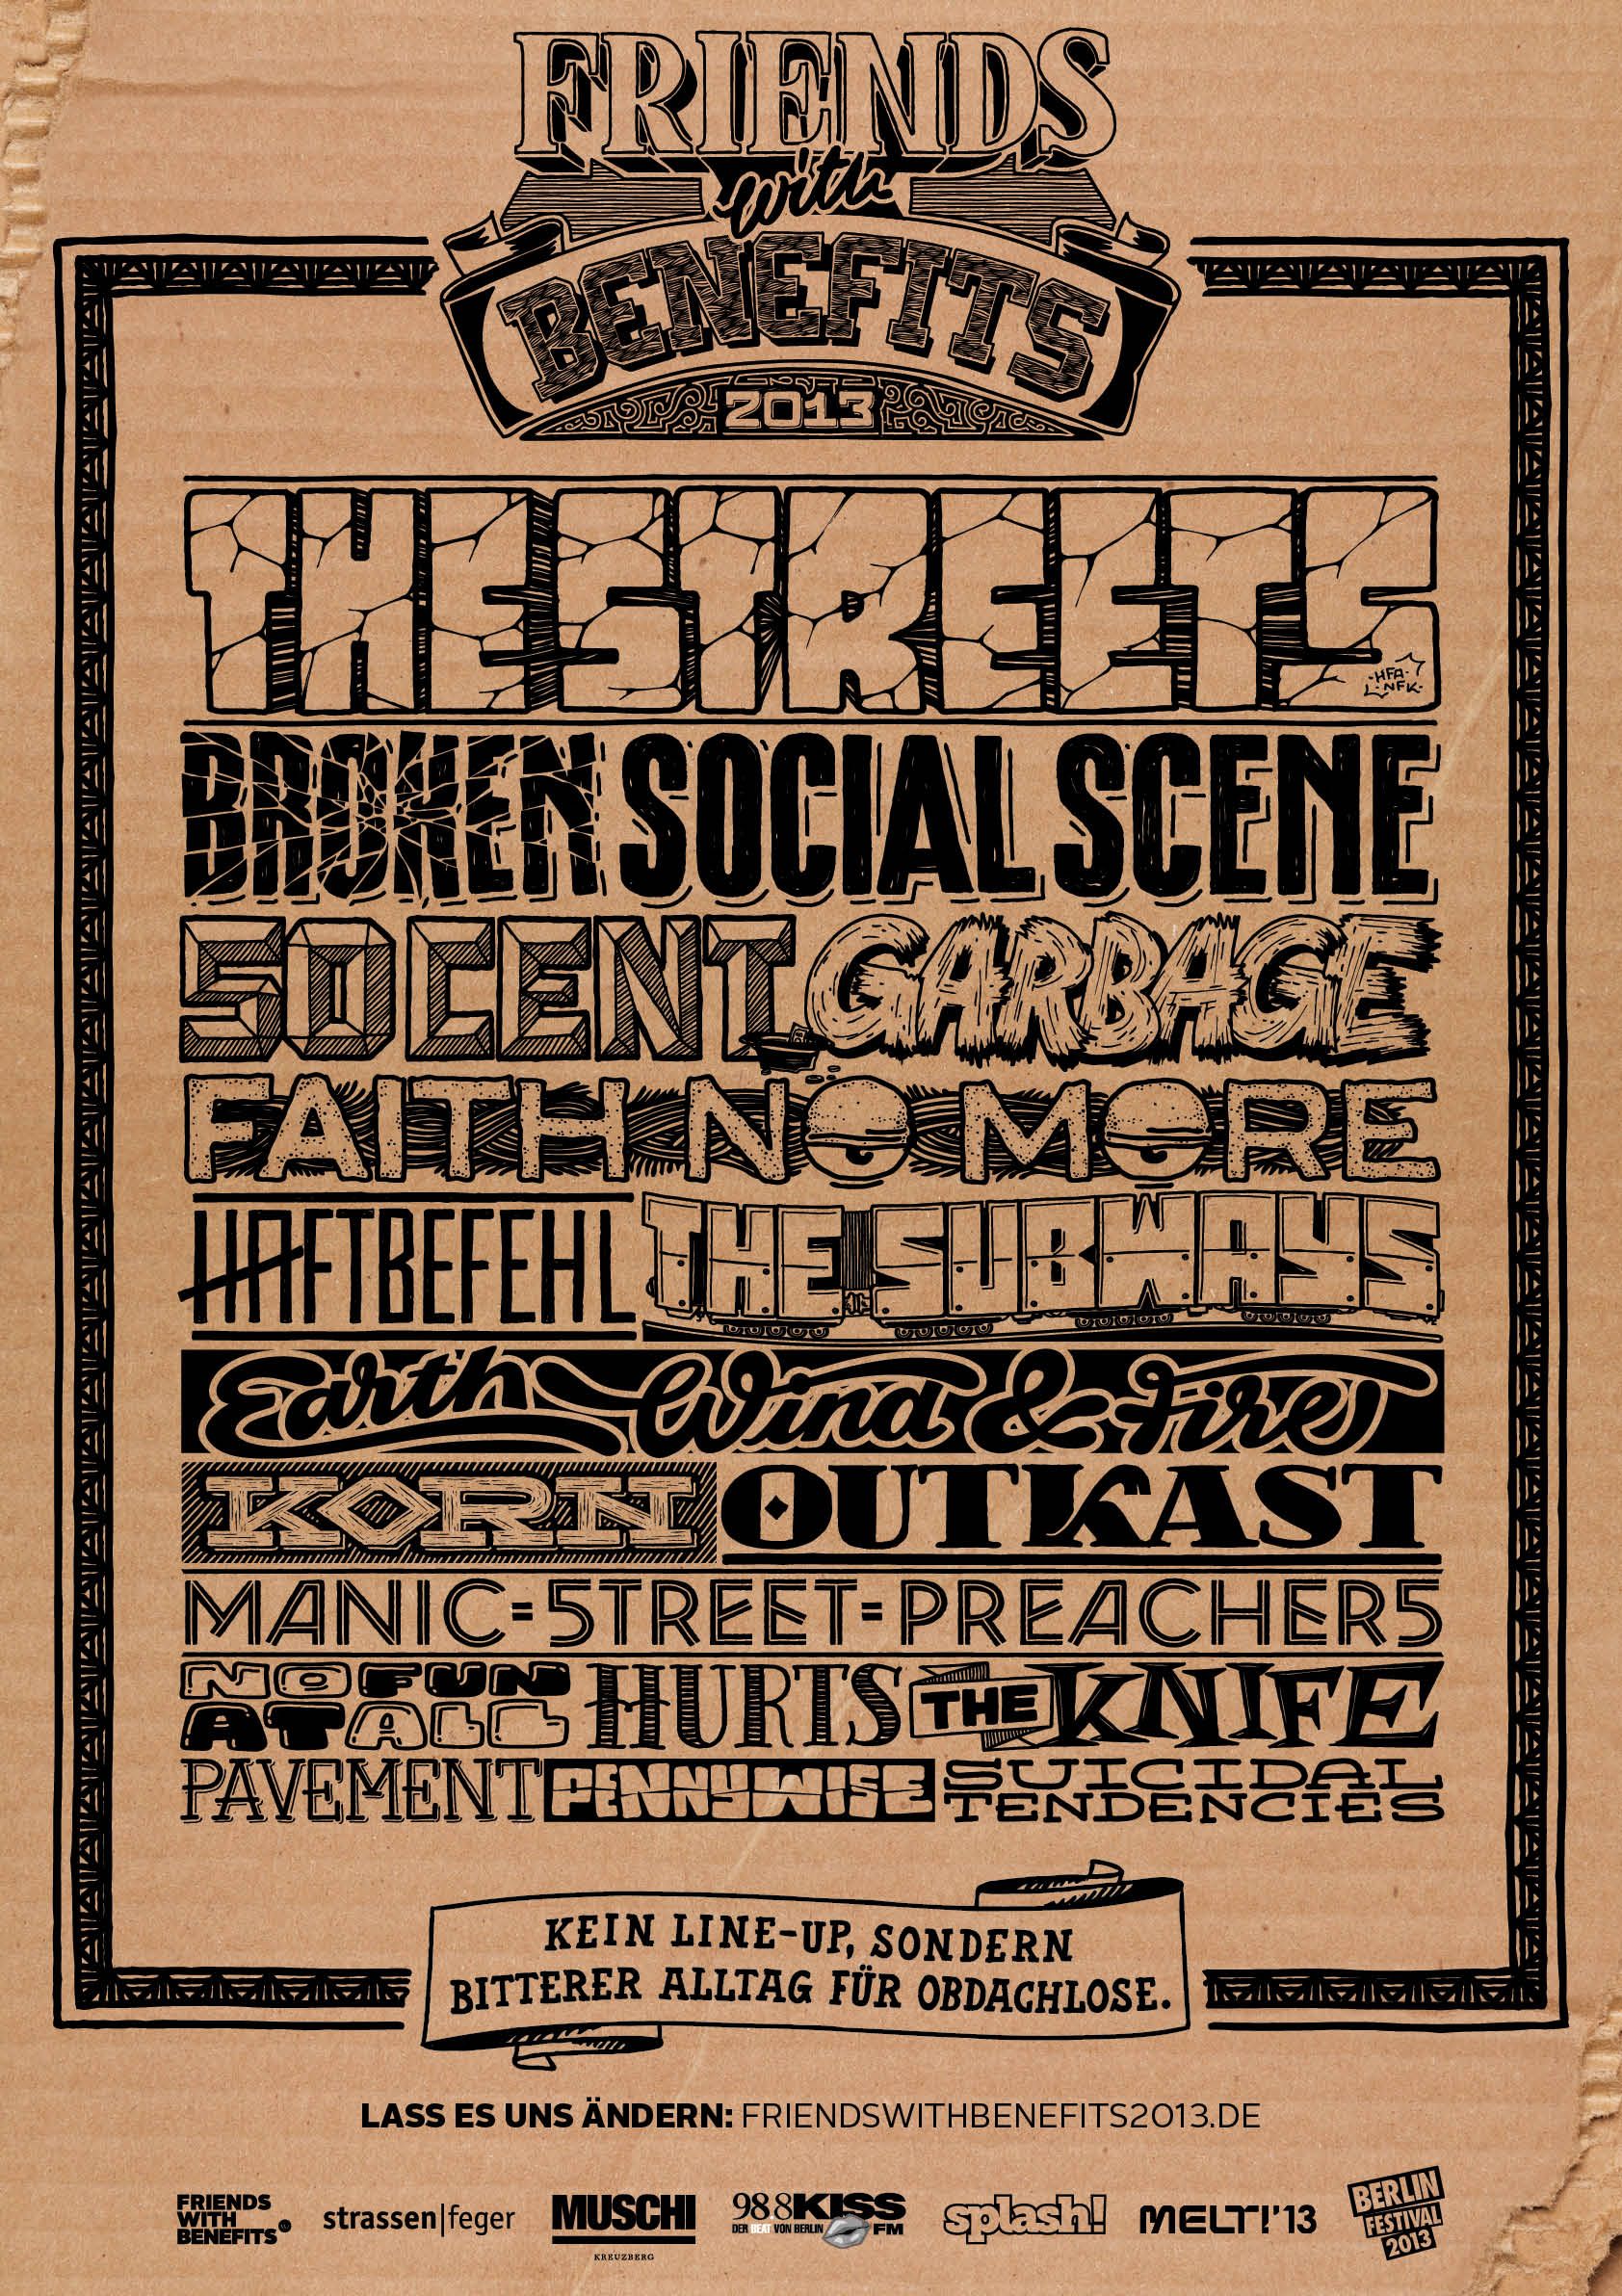 FRIENDS
with
BENEFITS
2013
THE STREETS
-HFA-
-NFK-
BROKEN SOCIAL SCENE
50 CENT GARBAGE
FAITH NO MORE
HAFTBEFEHL THE SUBWAYS
Earth Wind & Fire
KORN OUTKAST
MANIC=STREET=PREACHERS
NO FUN
AT ALL
HURTS THE KNIFE
PAVEMENT PENNYWISE SUICIDAL
TENDENCIES
KEIN LINE-UP, SONDERN
BITTERER ALLTAG FÜR OBDACHLOSE.
LASS ES UNS ÄNDERN: FRIENDSWITHBENEFITS2013.DE
FRIENDS
WITH
BENEFITS
strassen|feger
MUSCHI
KREUZBERG
98.8 KISS
DER BEAT VON BERLIN FM
splash!
MELT!'13
BERLIN
FESTIVAL
2013